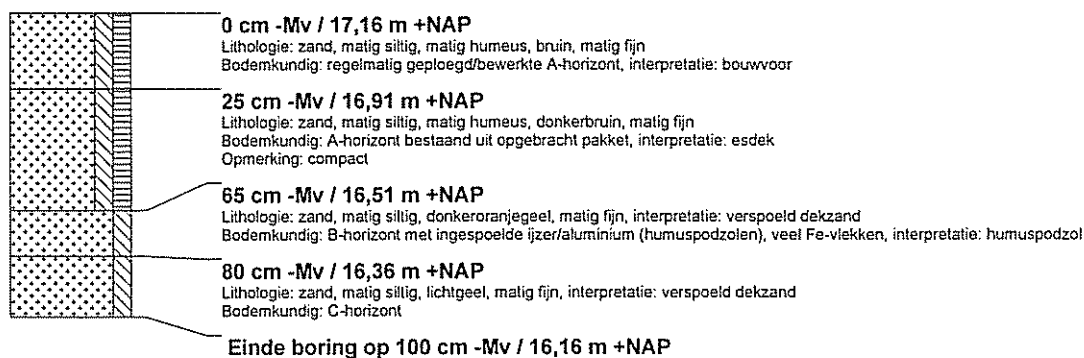 0 cm -Mv / 17,16 m +NAP
Lithologie: zand, matig siltig, matig humeus, bruin, matig fijn
Bodemkundig: regelmatig geploegd/bewerkte A-horizont, interpretatie: bouwvoor
25 cm -Mv / 16,91 m +NAP
Lithologie: zand, matig siltig, matig humeus, donkerbruin, matig fijn
Bodemkundig: A-horizont bestaand uit opgebracht pakket, interpretatie: esdek
Opmerking: compact
65 cm -Mv / 16,51 m +NAP
Lithologie: zand, matig siltig, donkeroranjegeel, matig fijn, interpretatie: verspoeld dekzand
Bodemkundig: B-horizont met ingespoelde ijzer/aluminium (humuspodzolen), veel Fe-vlekken, interpretatie: humuspodzol
80 cm -Mv / 16,36 m +NAP
Lithologie: zand, matig siltig, lichtgeel, matig fijn, interpretatie: verspoeld dekzand
Bodemkundig: C-horizont
Einde boring op 100 cm -Mv / 16,16 m +NAP